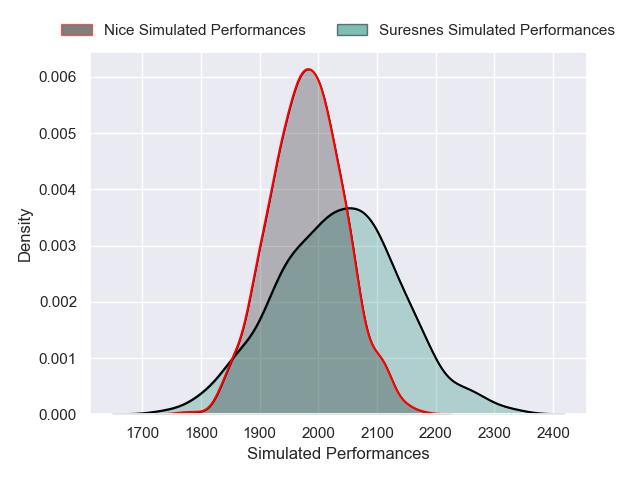 Nice Simulated Performances   Suresnes Simulated Performances
0.006
0.005
0.004
0.003
0.002
0.001
0.000
Density
1700 1800 1900 2000 2100 2200 2300 2400
Simulated Performances